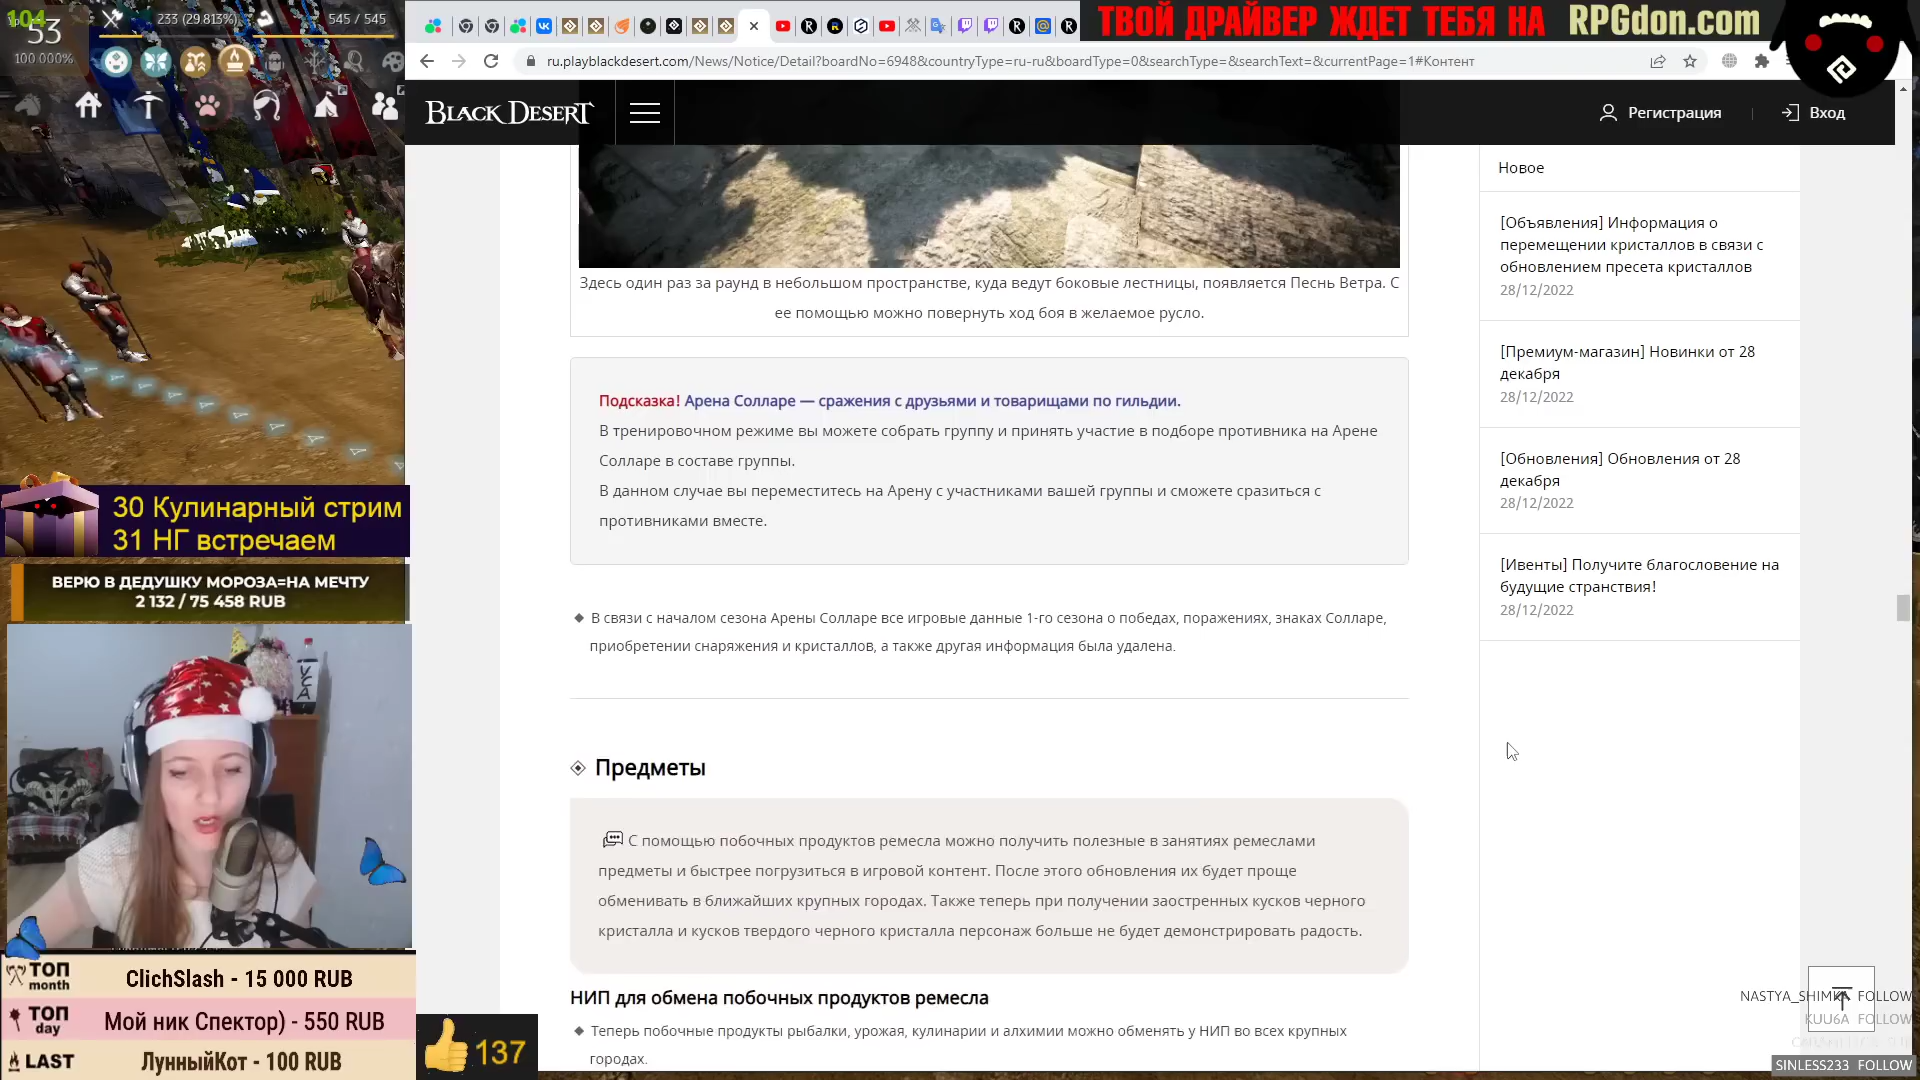 104
53
100.000%
233 (29.813%)
545 / 545
ТВОЙ ДРАЙВЕР ЖДЕТ ТЕБЯ НА RPGdon.com
ru.playblackdesert.com/News/Notice/Detail?boardNo=6948&countryType=ru-ru&boardType=0&searchType=&searchText=&currentPage=1#Контент
BLACK DESERT
Регистрация
Вход
Здесь один раз за раунд в небольшом пространстве, куда ведут боковые лестницы, появляется Песнь Ветра. С
ее помощью можно повернуть ход боя в желаемое русло.
Подсказка! Арена Солларе — сражения с друзьями и товарищами по гильдии.
В тренировочном режиме вы можете собрать группу и принять участие в подборе противника на Арене
Солларе в составе группы.
В данном случае вы переместитесь на Арену с участниками вашей группы и сможете сразиться с
противниками вместе.
◆ В связи с началом сезона Арены Солларе все игровые данные 1-го сезона о победах, поражениях, знаках Солларе,
приобретении снаряжения и кристаллов, а также другая информация была удалена.
Предметы
С помощью побочных продуктов ремесла можно получить полезные в занятиях ремеслами
предметы и быстрее погрузиться в игровой контент. После этого обновления их будет проще
обменивать в ближайших крупных городах. Также теперь при получении заостренных кусков черного
кристалла и кусков твердого черного кристалла персонаж больше не будет демонстрировать радость.
НИП для обмена побочных продуктов ремесла
◆ Теперь побочные продукты рыбалки, урожая, кулинарии и алхимии можно обменять у НИП во всех крупных
городах.
Новое
[Объявления] Информация о
перемещении кристаллов в связи с
обновлением пресета кристаллов
28/12/2022
[Премиум-магазин] Новинки от 28
декабря
28/12/2022
[Обновления] Обновления от 28
декабря
28/12/2022
[Ивенты] Получите благословение на
будущие странствия!
28/12/2022
30 Кулинарный стрим
31 НГ встречаем
ВЕРЮ В ДЕДУШКУ МОРОЗА=НА МЕЧТУ
2 132 / 75 458 RUB
УСА
ТОП month ClichSlash - 15 000 RUB
ТОП day Мой ник Спектор) - 550 RUB
LAST ЛунныйКот - 100 RUB
137
NASTYA_SHIMKA FOLLOW
KUU6A FOLLOW
SINLESS233 FOLLOW